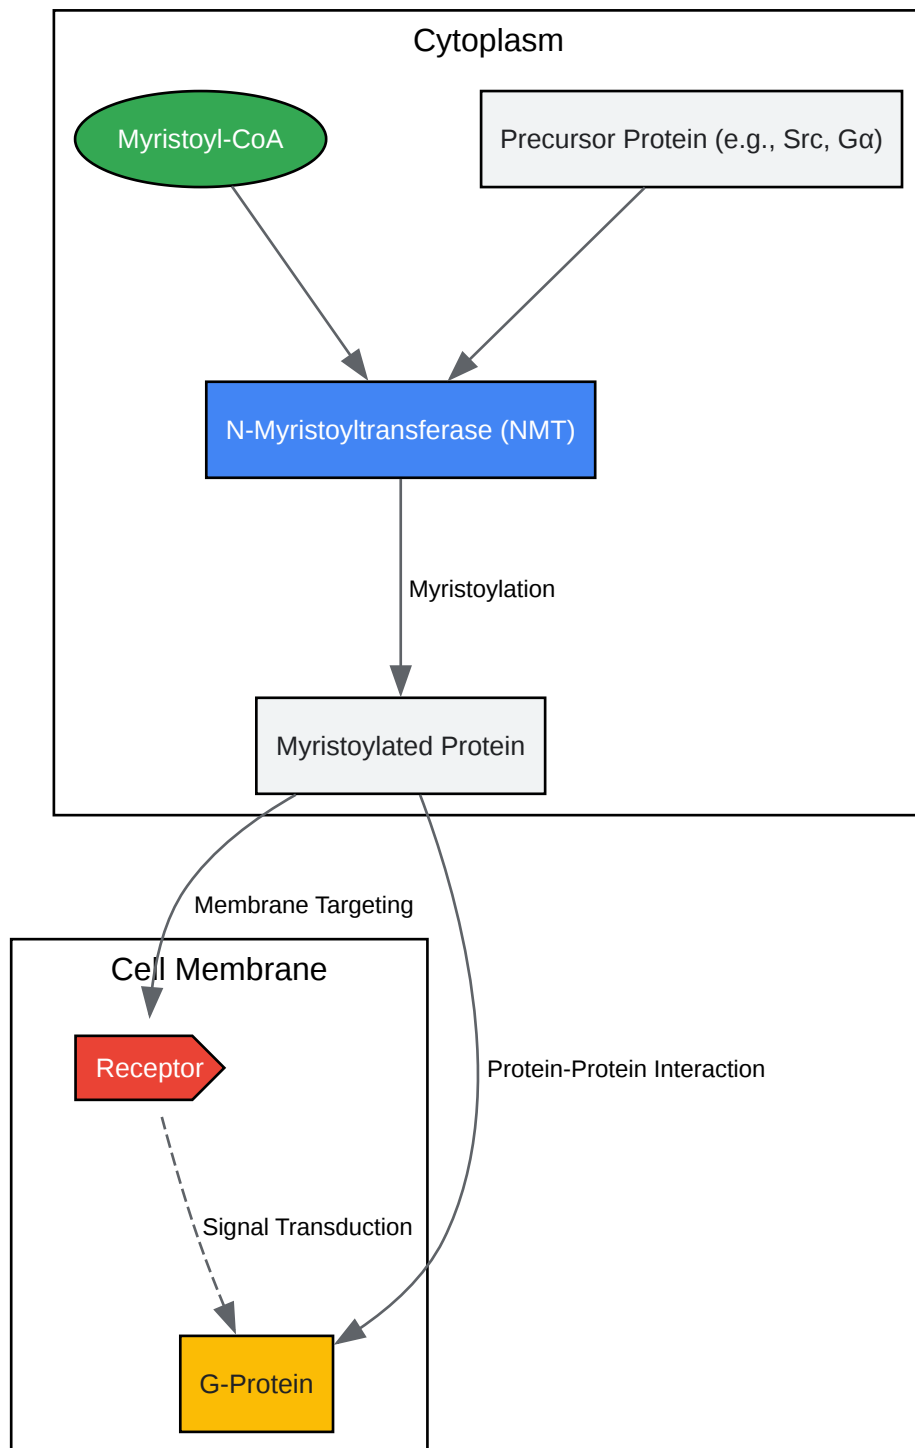 Cytoplasm
Myristoyl-CoA
Precursor Protein (e.g., Src, Gα)
N-Myristoyltransferase (NMT)
Myristoylation
Myristoylated Protein
Membrane Targeting
Cell Membrane
Receptor
Protein-Protein Interaction
Signal Transduction
G-Protein